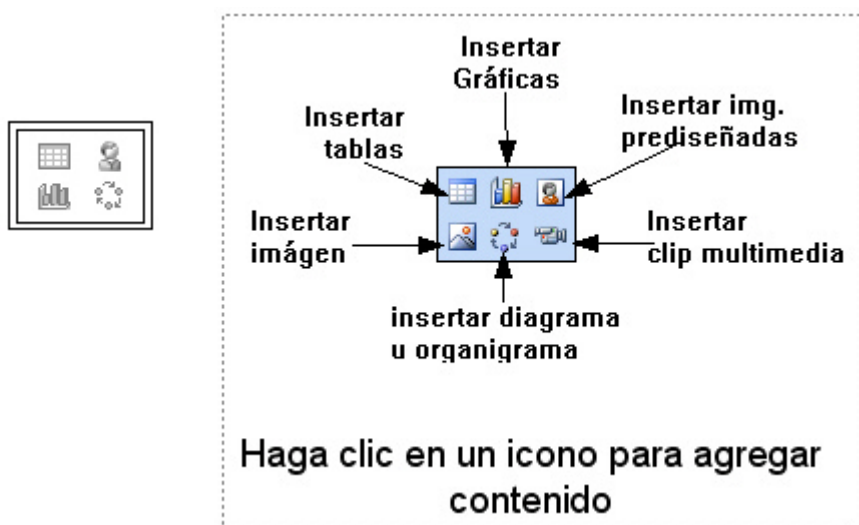 Insertar
Gráficas
Insertar img.
prediseñadas
Insertar
tablas
Insertar
imágen
Insertar
clip multimedia
insertar diagrama
u organigrama
Haga clic en un icono para agregar
contenido